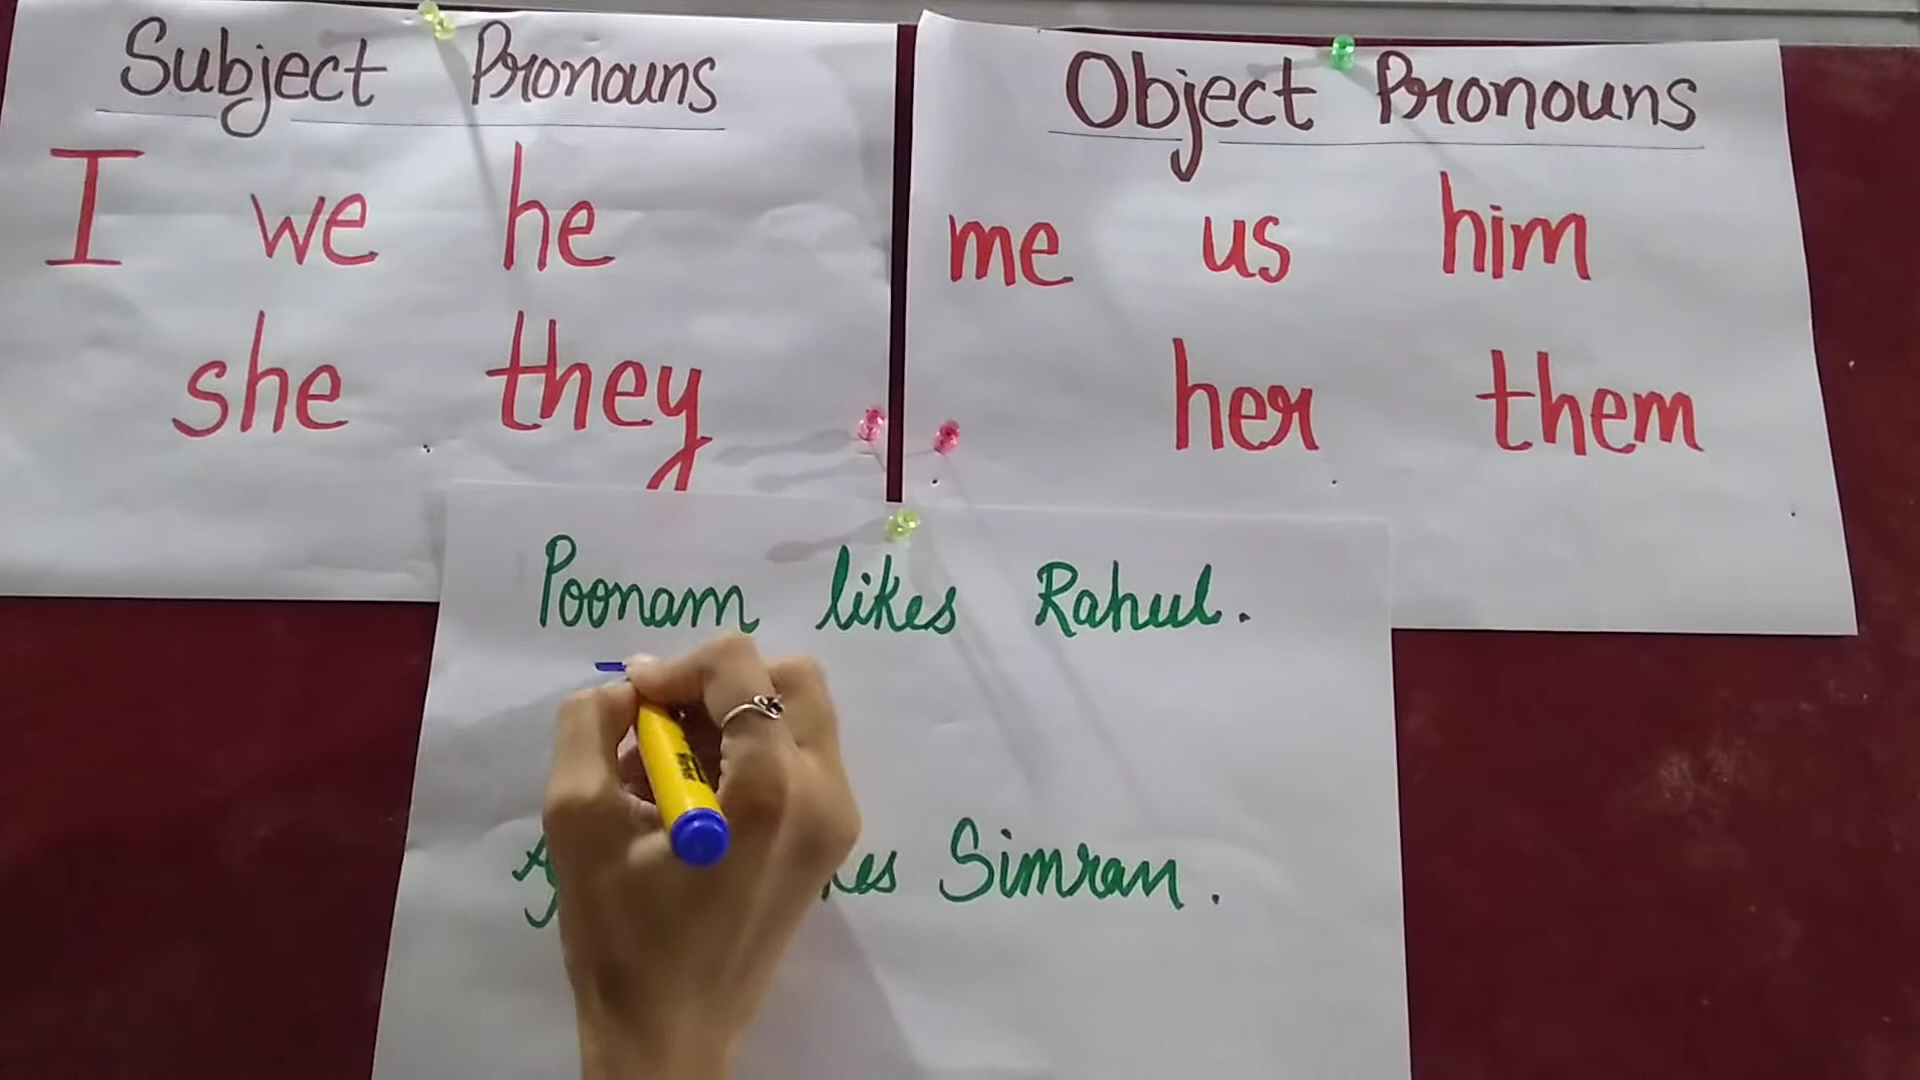 Subject Pronouns
I we he
she they
Object Pronouns
me us him
her them
Poonam likes Rahul.
Simran.